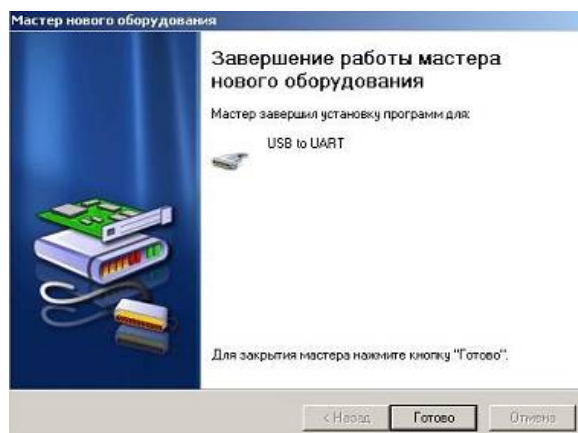 Мастер нового оборудования
Завершение работы мастера
нового оборудования
Мастер завершил установку программ для:
USB to UART
Для закрытия мастера нажмите кнопку "Готово".
< Назад
Готово
Отмена